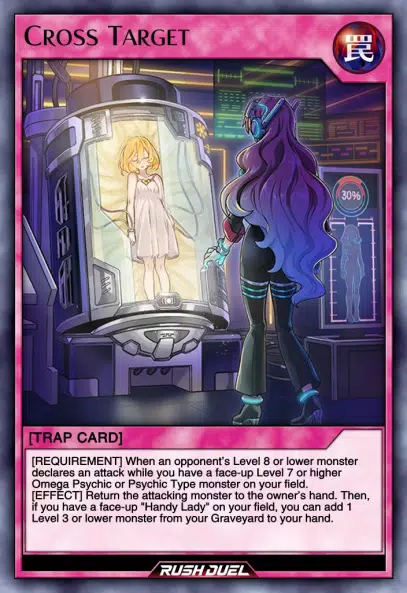 Cross Target
罠
30%
[TRAP CARD]
[REQUIREMENT] When an opponent's Level 8 or lower monster
declares an attack while you have a face-up Level 7 or higher
Omega Psychic or Psychic Type monster on your field.
[EFFECT] Return the attacking monster to the owner's hand. Then,
if you have a face-up "Handy Lady" on your field, you can add 1
Level 3 or lower monster from your Graveyard to your hand.
RUSH DUEL